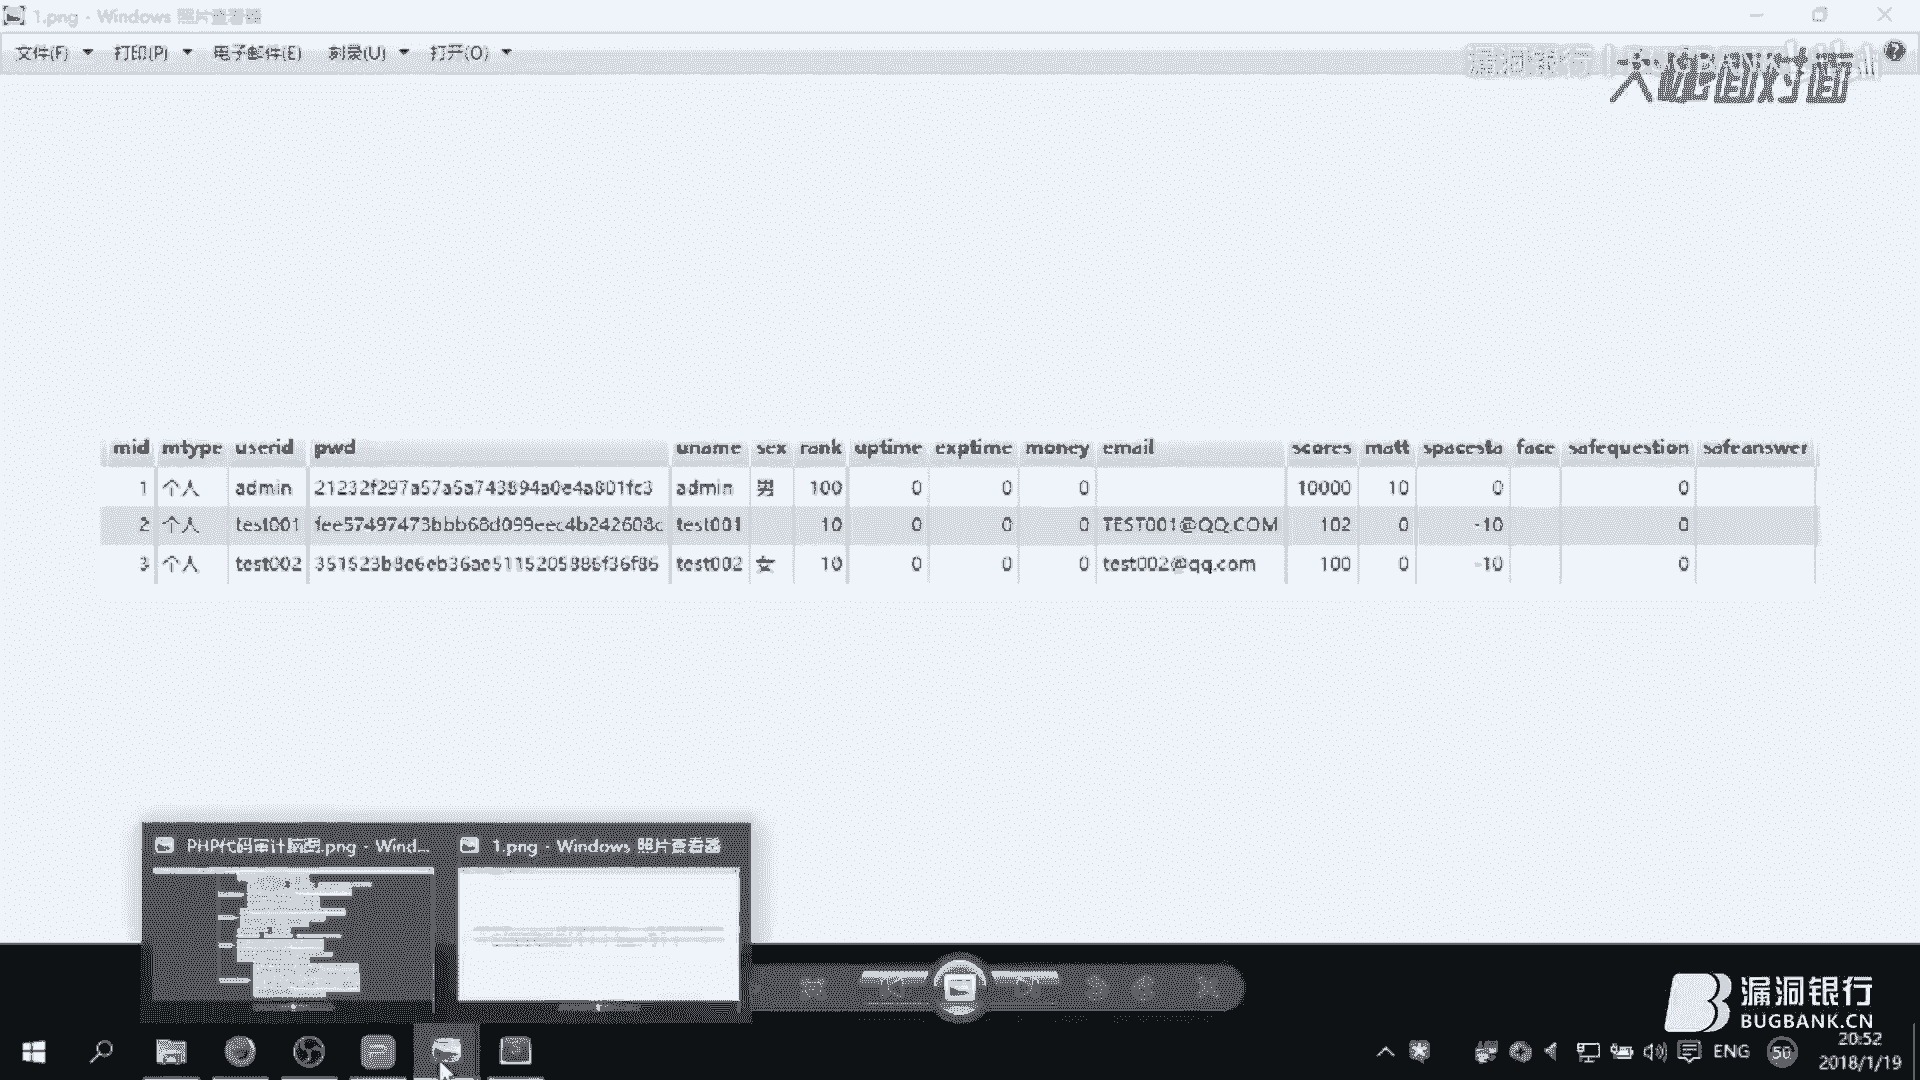 1.png - Windows 照片查看器
文件(F) 打印(P) 电子邮件(E) 刻录(U) 打开(O)
漏洞银行 | BUGBANK
大咖面对面
mid mtype userid pwd uname sex rank uptime exptime money email scores matt spacesta face safequestion safeanswer
1 个人 admin 21232f297a57a5a743894a0e4a801fc3 admin 男 100 0 0 0 10000 10 0 0
2 个人 test001 fee57497473bbb68d099eec4b242608c test001 10 0 0 0 TEST001@QQ.COM 102 0 -10 0
3 个人 test002 351523b8e6eb36ae5115205886f36f86 test002 女 10 0 0 0 test002@qq.com 100 0 -10 0
PHP代码审计脑图.png - Wind... 1.png - Windows 照片查看器
漏洞银行
BUGBANK.CN
ENG 50 20:52
2018/1/19